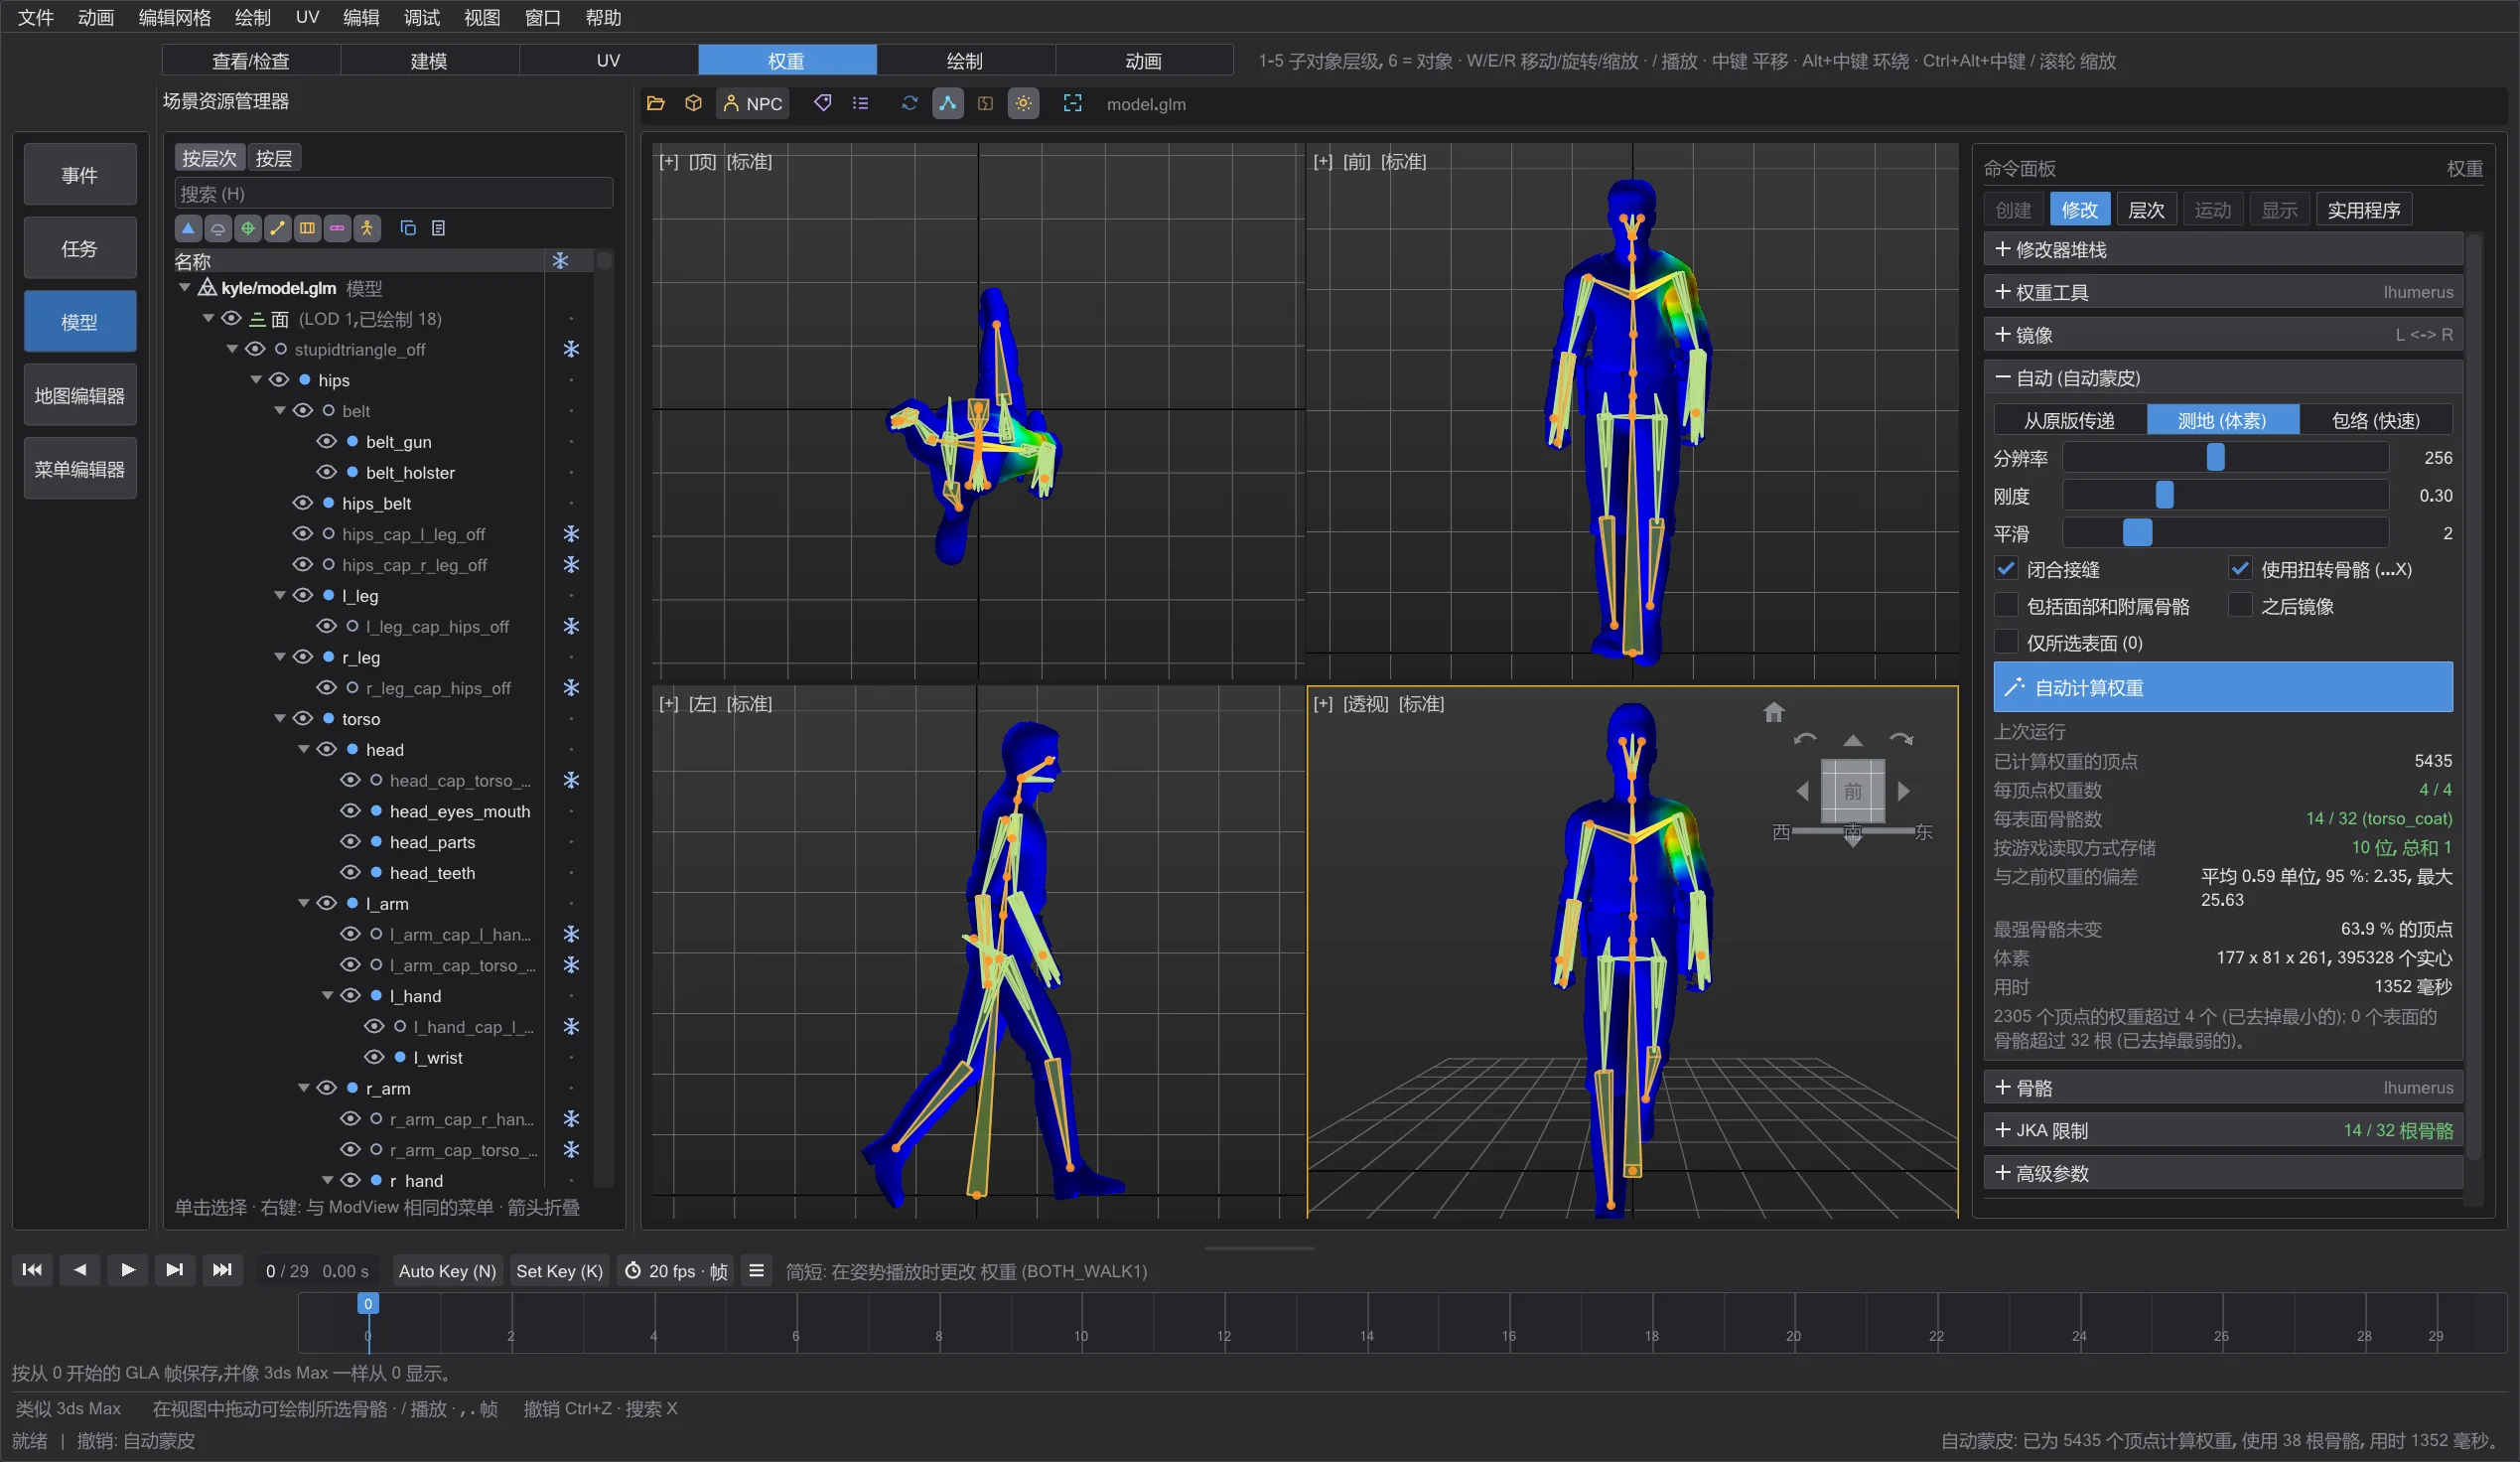 文件 动画 编辑网格 绘制 UV 编辑 调试 视图 窗口 帮助
查看/检查 建模 UV 权重 绘制 动画 1-5 子对象层级, 6 = 对象 · W/E/R 移动/旋转/缩放 · / 播放 · 中键 平移 · Alt+中键 环绕 · Ctrl+Alt+中键 / 滚轮 缩放
场景资源管理器
NPC model.glm
事件
任务
模型
地图编辑器
菜单编辑器
按层次 按层
搜索 (H)
名称
kyle/model.glm 模型
面 (LOD 1,已绘制 18)
stupidtriangle_off
hips
belt
belt_gun
belt_holster
hips_belt
hips_cap_l_leg_off
hips_cap_r_leg_off
l_leg
l_leg_cap_hips_off
r_leg
r_leg_cap_hips_off
torso
head
head_cap_torso_...
head_eyes_mouth
head_parts
head_teeth
l_arm
l_arm_cap_l_han...
l_arm_cap_torso_...
l_hand
l_hand_cap_l_...
l_wrist
r_arm
r_arm_cap_r_han...
r_arm_cap_torso_...
r_hand
单击选择 · 右键: 与 ModView 相同的菜单 · 箭头折叠
[+] [顶] [标准]
[+] [前] [标准]
[+] [左] [标准]
[+] [透视] [标准]
前
西 南 东
命令面板 权重
创建 修改 层次 运动 显示 实用程序
+ 修改器堆栈
+ 权重工具 lhumerus
+ 镜像 L <-> R
− 自动 (自动蒙皮)
从原版传递 测地 (体素) 包络 (快速)
分辨率 256
刚度 0.30
平滑 2
闭合接缝 使用扭转骨骼 (...X)
包括面部和附属骨骼 之后镜像
仅所选表面 (0)
自动计算权重
上次运行
已计算权重的顶点 5435
每顶点权重数 4 / 4
每表面骨骼数 14 / 32 (torso_coat)
按游戏读取方式存储 10 位, 总和 1
与之前权重的偏差 平均 0.59 单位, 95 %: 2.35, 最大
25.63
最强骨骼未变 63.9 % 的顶点
体素 177 x 81 x 261, 395328 个实心
用时 1352 毫秒
2305 个顶点的权重超过 4 个 (已去掉最小的); 0 个表面的
骨骼超过 32 根 (已去掉最弱的)。
+ 骨骼 lhumerus
+ JKA 限制 14 / 32 根骨骼
+ 高级参数
0 / 29 0.00 s Auto Key (N) Set Key (K) 20 fps · 帧 简短: 在姿势播放时更改 权重 (BOTH_WALK1)
0
0 2 4 6 8 10 12 14 16 18 20 22 24 26 28 29
按从 0 开始的 GLA 帧保存,并像 3ds Max 一样从 0 显示。
类似 3ds Max 在视图中拖动可绘制所选骨骼 · / 播放 · , . 帧 撤销 Ctrl+Z · 搜索 X
就绪 | 撤销: 自动蒙皮 自动蒙皮: 已为 5435 个顶点计算权重, 使用 38 根骨骼, 用时 1352 毫秒。